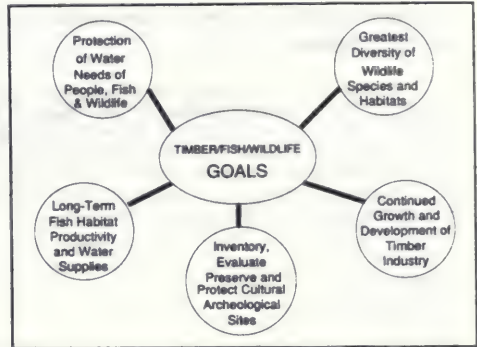 Protection
of Water
Needs of
People, Fish
& Wildlife
Greatest
Diversity of
Wildlife
Species and
Habitats
TIMBER/FISH/WILDLIFE
GOALS
Long-Term
Fish Habitat
Productivity
and Water
Supplies
Inventory,
Evaluate
Preserve and
Protect Cultural
Archeological
Sites
Continued
Growth and
Development of
Timber
Industry